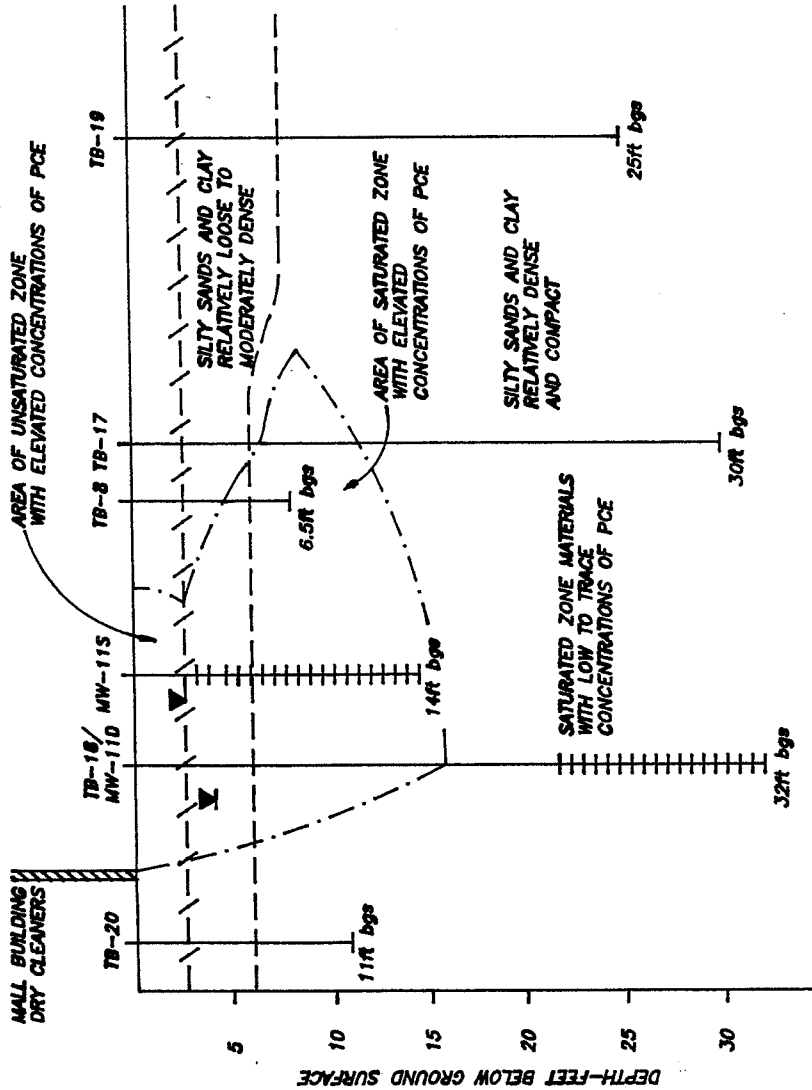 MALL BUILDING
DRY CLEANERS
TB-20
TB-18/
MW-11D
MW-11S
AREA OF UNSATURATED ZONE
WITH ELEVATED CONCENTRATIONS OF PCE
TB-8
TB-17
TB-19
SILTY SANDS AND CLAY
RELATIVELY LOOSE TO
MODERATELY DENSE
AREA OF SATURATED ZONE
WITH ELEVATED
CONCENTRATIONS OF PCE
SILTY SANDS AND CLAY
RELATIVELY DENSE
AND COMPACT
SATURATED ZONE MATERIALS
WITH LOW TO TRACE
CONCENTRATIONS OF PCE
11ft bgs
32ft bgs
14ft bgs
6.5ft bgs
30ft bgs
25ft bgs
5
10
15
20
25
30
DEPTH-FEET BELOW GROUND SURFACE